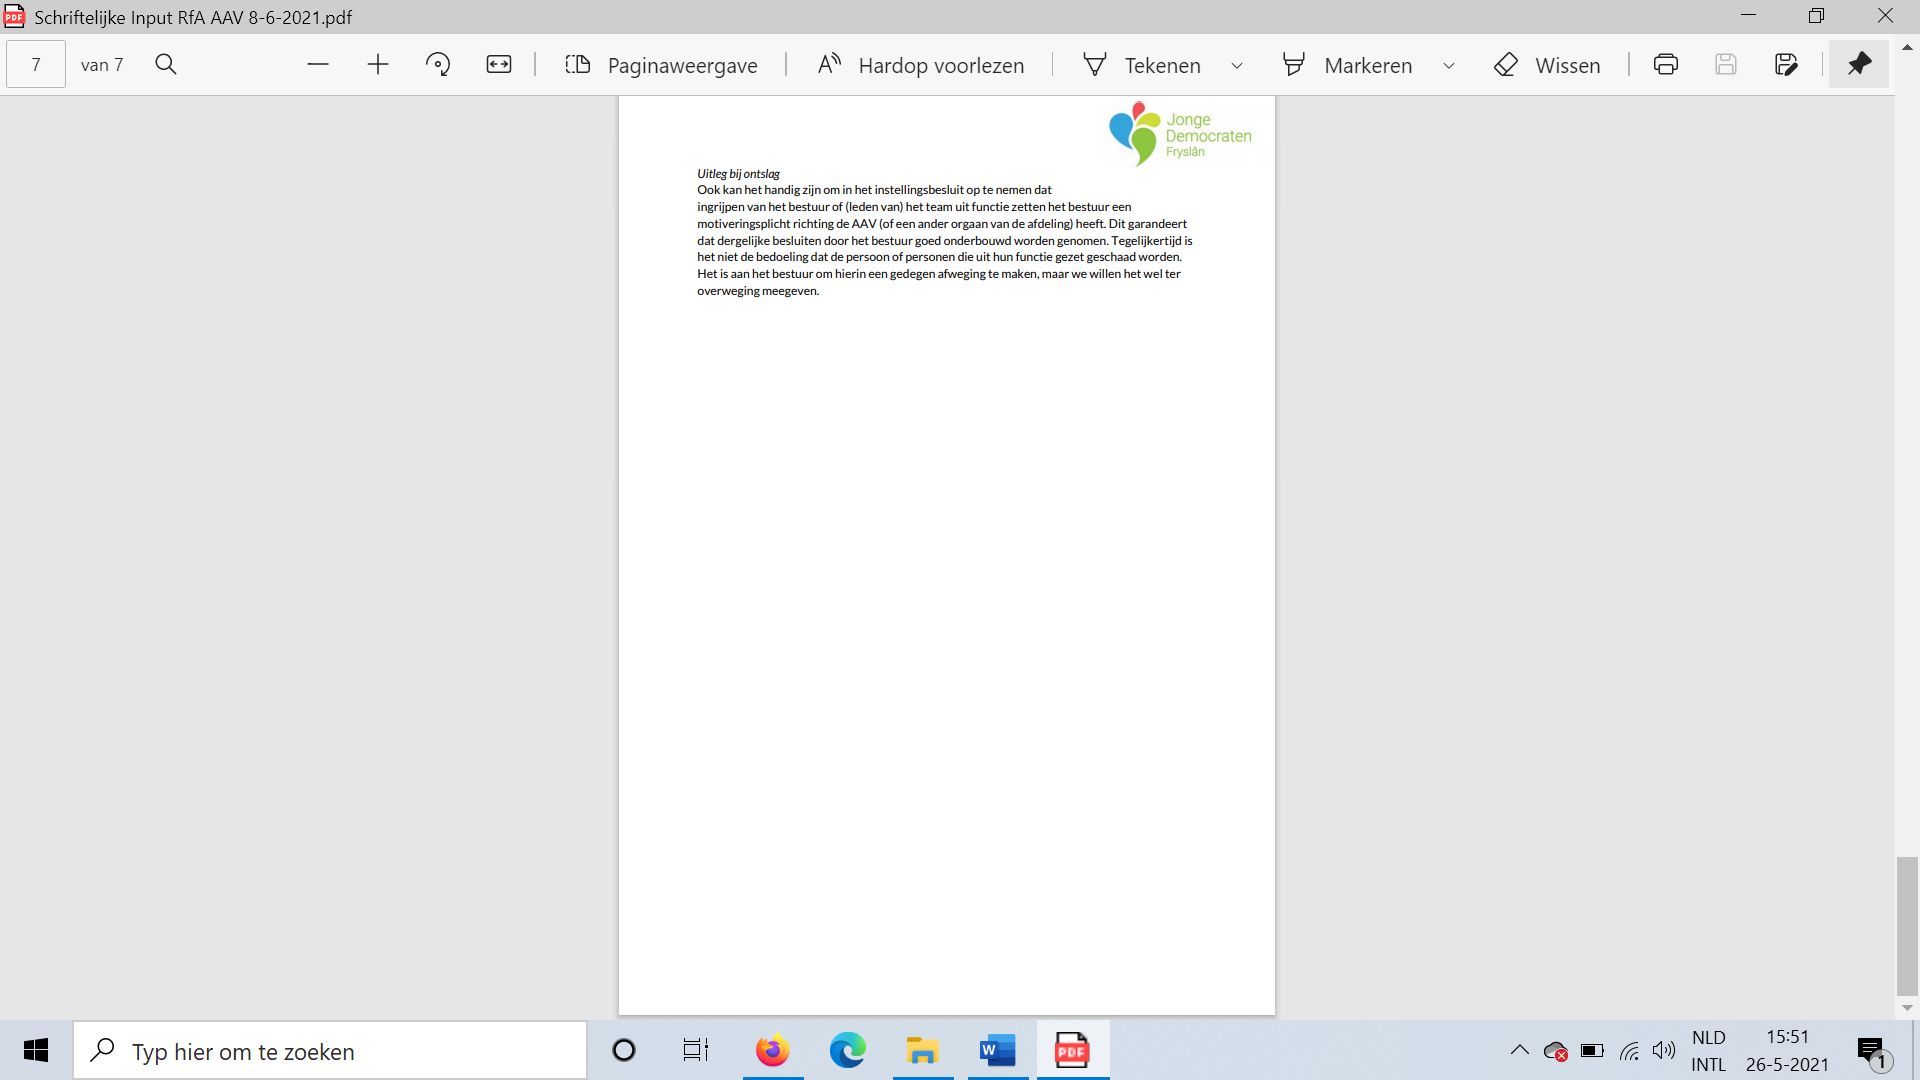 Schriftelijke Input RfA AAV 8-6-2021.pdf
7 van 7 Paginaweergave Hardop voorlezen Tekenen Markeren Wissen
Jonge
Democraten
Fryslân
Uitleg bij ontslag
Ook kan het handig zijn om in het instellingsbesluit op te nemen dat
ingrijpen van het bestuur of (leden van) het team uit functie zetten het bestuur een
motiveringsplicht richting de AAV (of een ander orgaan van de afdeling) heeft. Dit garandeert
dat dergelijke besluiten door het bestuur goed onderbouwd worden genomen. Tegelijkertijd is
het niet de bedoeling dat de persoon of personen die uit hun functie gezet geschaad worden.
Het is aan het bestuur om hierin een gedegen afweging te maken, maar we willen het wel ter
overweging meegeven.
Typ hier om te zoeken
NLD
INTL
15:51
26-5-2021
1